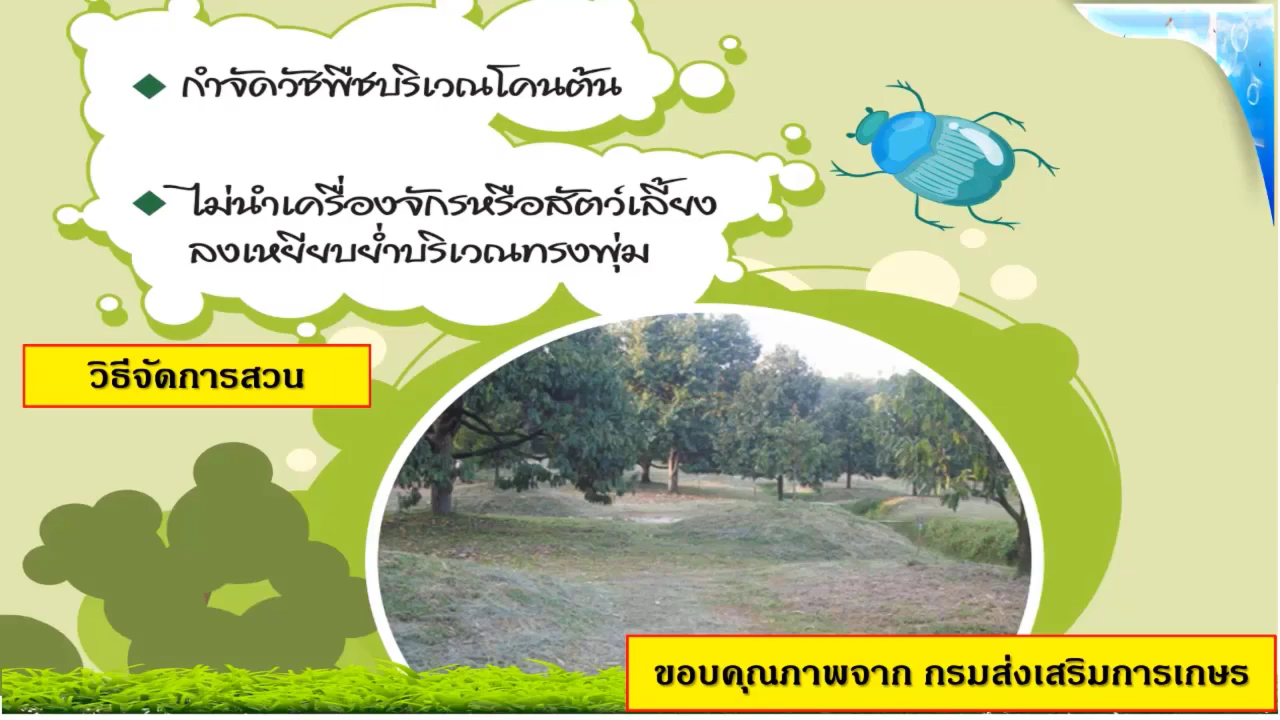 ◆ กำจัดวัชพืชบริเวณโคนต้น
◆ ไม่นำเครื่องจักรหรือสัตว์เลี้ยง
ลงเหยียบย่ำบริเวณทรงพุ่ม
วิธีจัดการสวน
ขอบคุณภาพจาก กรมส่งเสริมการเกษร